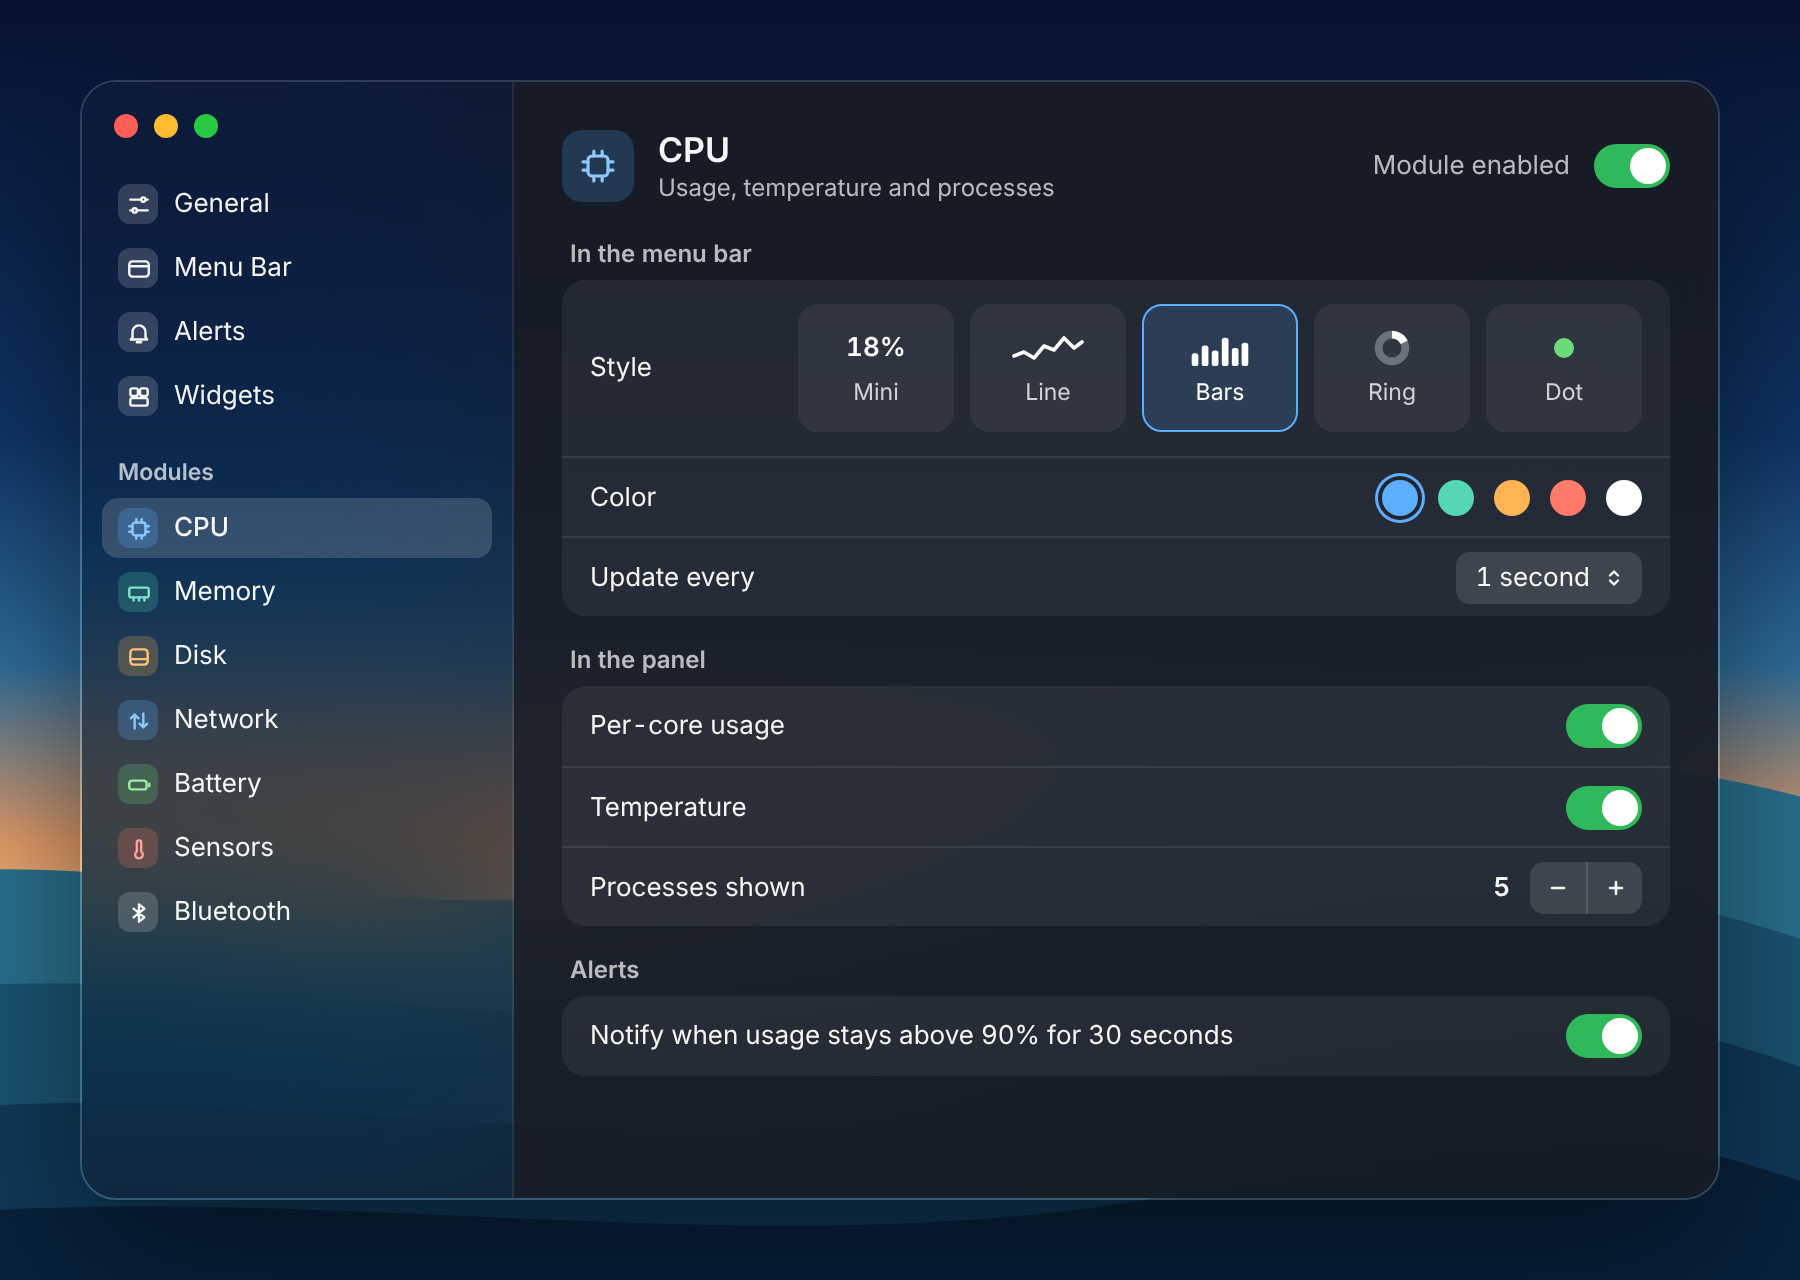 General
Menu Bar
Alerts
Widgets
Modules
CPU
Memory
Disk
Network
Battery
Sensors
Bluetooth
CPU
Usage, temperature and processes
Module enabled
In the menu bar
Style
18%
Mini
Line
Bars
Ring
Dot
Color
Update every
1 second
In the panel
Per-core usage
Temperature
Processes shown
5
− +
Alerts
Notify when usage stays above 90% for 30 seconds